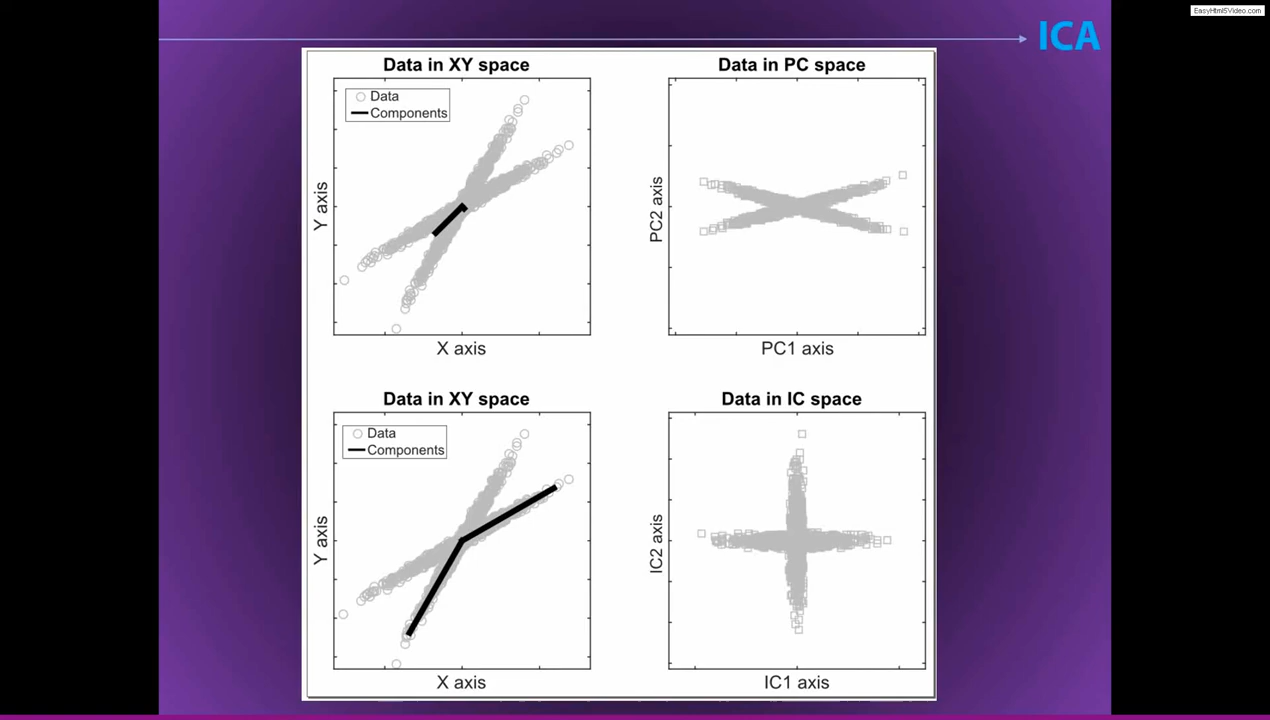 EasyHtml5Video.com
ICA
Data in XY space
Data
Components
Y axis
X axis
Data in PC space
PC2 axis
PC1 axis
Data in XY space
Data
Components
Y axis
X axis
Data in IC space
IC2 axis
IC1 axis